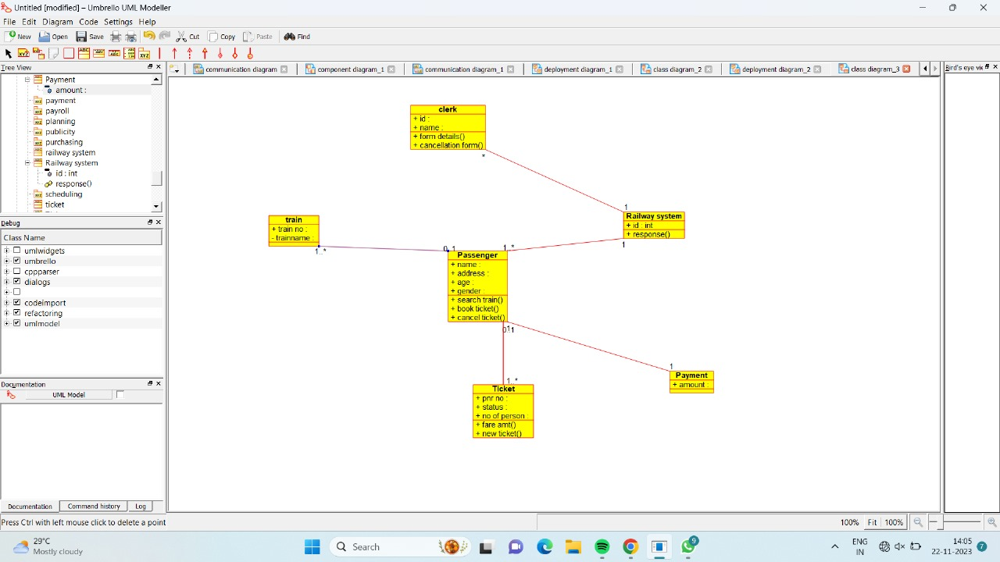 Untitled [modified] – Umbrello UML Modeller
File Edit Diagram Code Settings Help
New Open Save Cut Copy Paste Find
Tree View
communication diagram component diagram_1 communication diagram_1 deployment diagram_1 class diagram_2 deployment diagram_2 class diagram_3
Bird's eye vie
Payment
amount :
payment
payroll
planning
publicity
purchasing
railway system
Railway system
id : int
response()
scheduling
ticket
Debug
Class Name
umlwidgets
umbrello
cppparser
dialogs
codeimport
refactoring
umlmodel
Documentation
UML Model
Documentation Command history Log
clerk
+ id :
+ name :
+ form details()
+ cancellation form()
*
1
Railway system
+ id : int
+ response()
1
train
+ train no :
- trainname :
1..*
0..1
1..*
Passenger
+ name :
+ address :
+ age :
+ gender :
+ search train()
+ book ticket()
+ cancel ticket()
1
Payment
+ amount :
1..*
Ticket
+ pnr no :
+ status :
+ no of person :
+ fare amt()
+ new ticket()
Press Ctrl with left mouse click to delete a point
100% Fit 100%
29°C
Mostly cloudy
Search
9
ENG
IN
14:05
22-11-2023
7